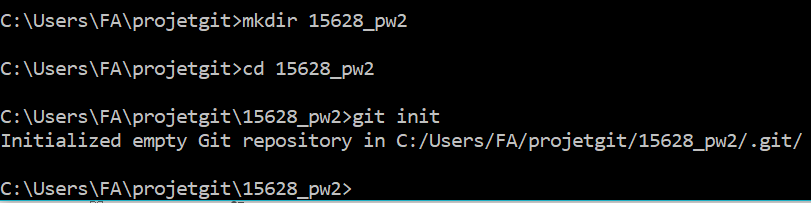 C:\Users\FA\projetgit>mkdir 15628_pw2
C:\Users\FA\projetgit>cd 15628_pw2
C:\Users\FA\projetgit\15628_pw2>git init
Initialized empty Git repository in C:/Users/FA/projetgit/15628_pw2/.git/
C:\Users\FA\projetgit\15628_pw2>